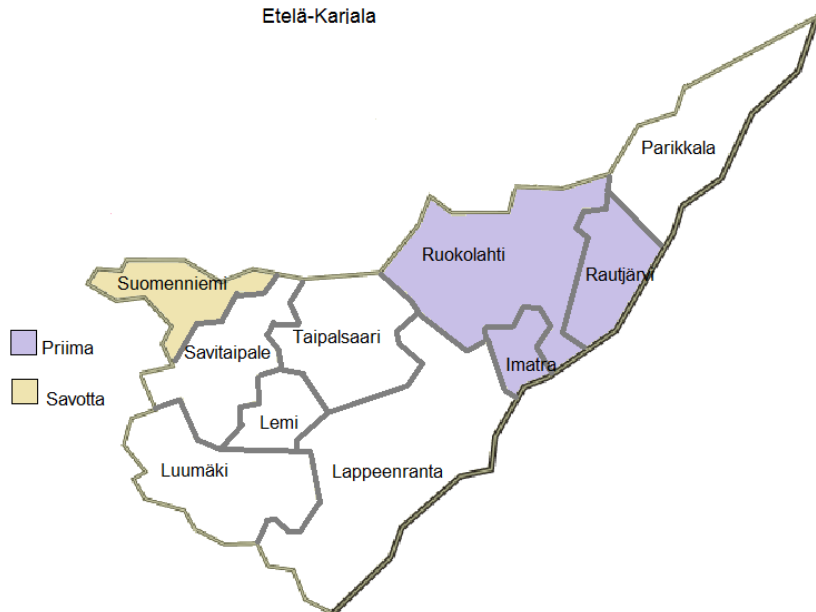 Etelä-Karjala
Parikkala
Ruokolahti
Rautjärvi
Suomenniemi
Taipalsaari
Priima
Savitaipale
Imatra
Savotta
Lemi
Luumäki
Lappeenranta